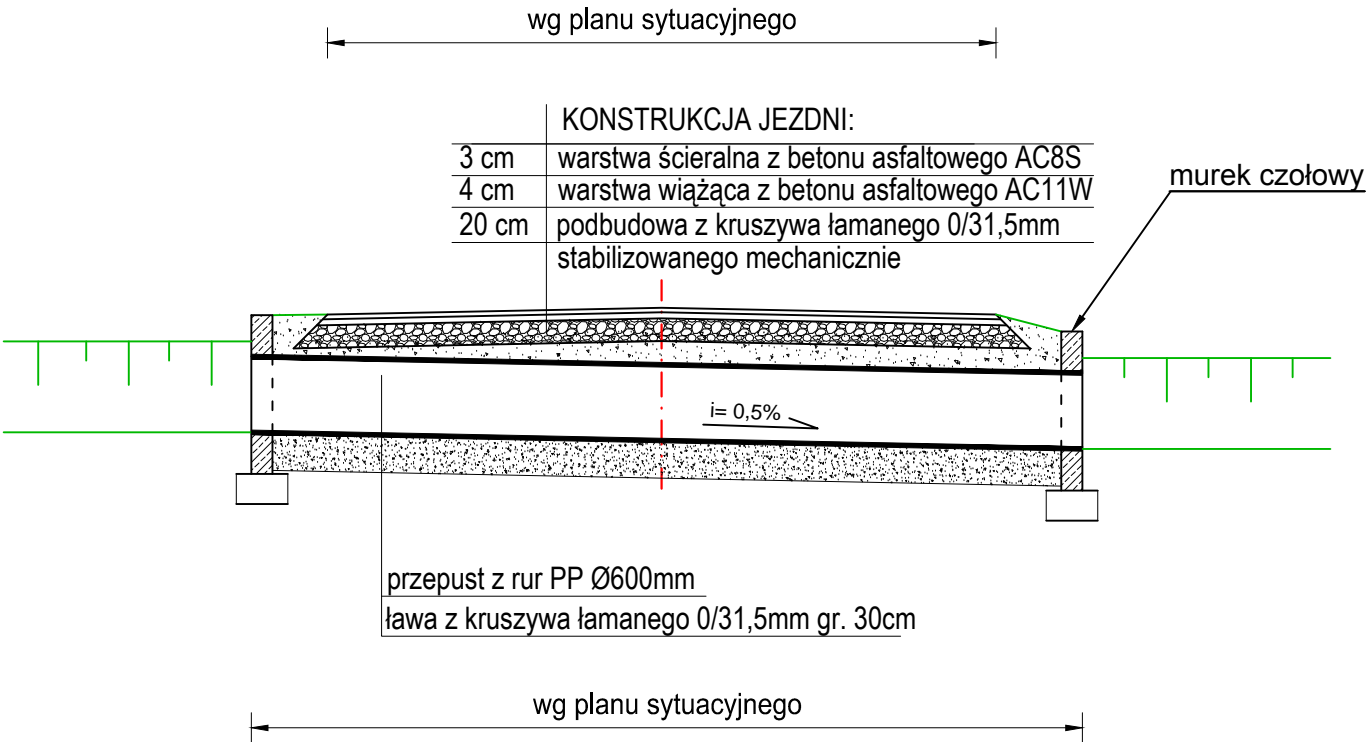 wg planu sytuacyjnego
KONSTRUKCJA JEZDNI:
3 cm warstwa ścieralna z betonu asfaltowego AC8S
4 cm warstwa wiążąca z betonu asfaltowego AC11W
20 cm podbudowa z kruszywa łamanego 0/31,5mm
stabilizowanego mechanicznie
murek czołowy
i= 0,5%
przepust z rur PP Ø600mm
ława z kruszywa łamanego 0/31,5mm gr. 30cm
wg planu sytuacyjnego